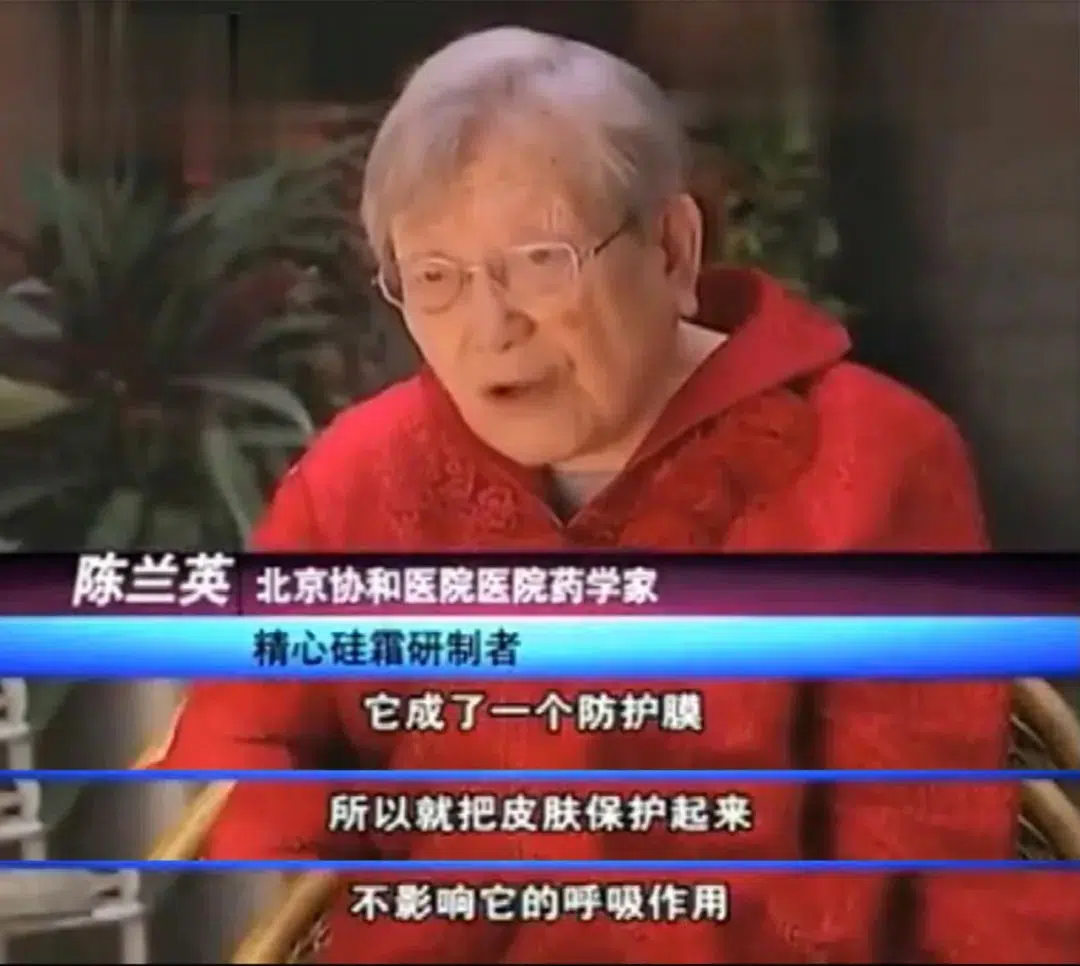 陈兰英 北京协和医院医院药学家
精心硅霜研制者
它成了一个防护膜
所以就把皮肤保护起来
不影响它的呼吸作用